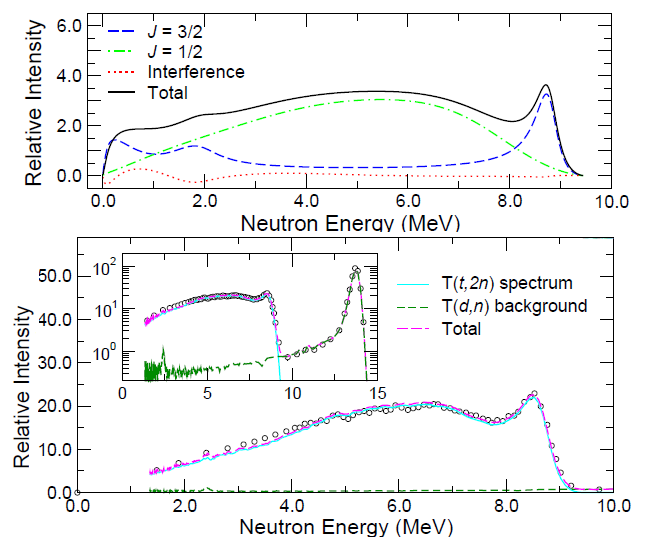 Relative Intensity
6.0
4.0
2.0
0.0
J = 3/2
J = 1/2
Interference
Total
0.0 2.0 4.0 6.0 8.0 10.0
Neutron Energy (MeV)
Relative Intensity
50.0
40.0
30.0
20.0
10.0
0.0
10²
10¹
10⁰
0 5 10 15
T(t,2n) spectrum
T(d,n) background
Total
0.0 2.0 4.0 6.0 8.0 10.0
Neutron Energy (MeV)